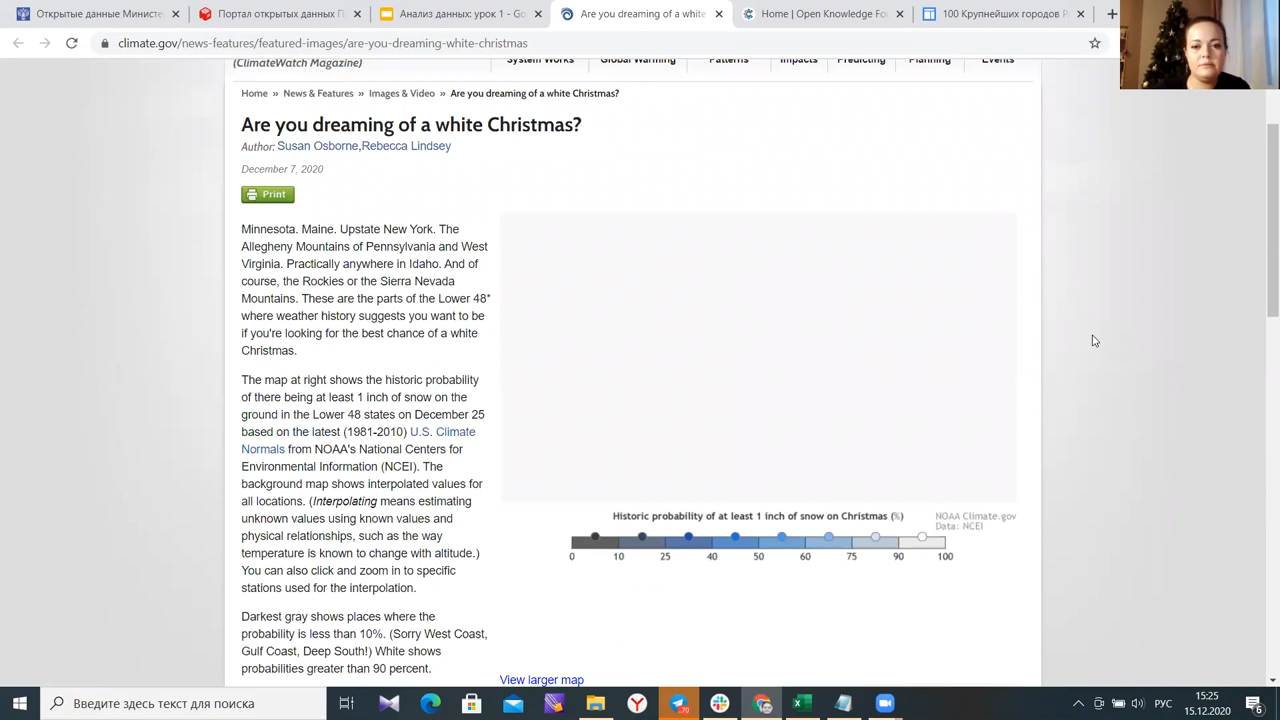 Открытые данные Министе
Портал открытых данных П
Анализ данных: урок 1 - Go
Are you dreaming of a white
Home | Open Knowledge Fo
100 Крупнейших городов Р
climate.gov/news-features/featured-images/are-you-dreaming-white-christmas
(ClimateWatch Magazine)
System Works
Global Warming
Patterns
Impacts
Predicting
Planning
Events
Home » News & Features » Images & Video » Are you dreaming of a white Christmas?
Are you dreaming of a white Christmas?
Author: Susan Osborne,Rebecca Lindsey
December 7, 2020
Print
Minnesota. Maine. Upstate New York. The
Allegheny Mountains of Pennsylvania and West
Virginia. Practically anywhere in Idaho. And of
course, the Rockies or the Sierra Nevada
Mountains. These are the parts of the Lower 48*
where weather history suggests you want to be
if you're looking for the best chance of a white
Christmas.
The map at right shows the historic probability
of there being at least 1 inch of snow on the
ground in the Lower 48 states on December 25
based on the latest (1981-2010) U.S. Climate
Normals from NOAA's National Centers for
Environmental Information (NCEI). The
background map shows interpolated values for
all locations. (Interpolating means estimating
unknown values using known values and
physical relationships, such as the way
temperature is known to change with altitude.)
You can also click and zoom in to specific
stations used for the interpolation.
Darkest gray shows places where the
probability is less than 10%. (Sorry West Coast,
Gulf Coast, Deep South!) White shows
probabilities greater than 90 percent.
Historic probability of at least 1 inch of snow on Christmas (%)
NOAA Climate.gov
Data: NCEI
0 10 25 40 50 60 75 90 100
View larger map
Введите здесь текст для поиска
70
РУС
15:25
15.12.2020
6